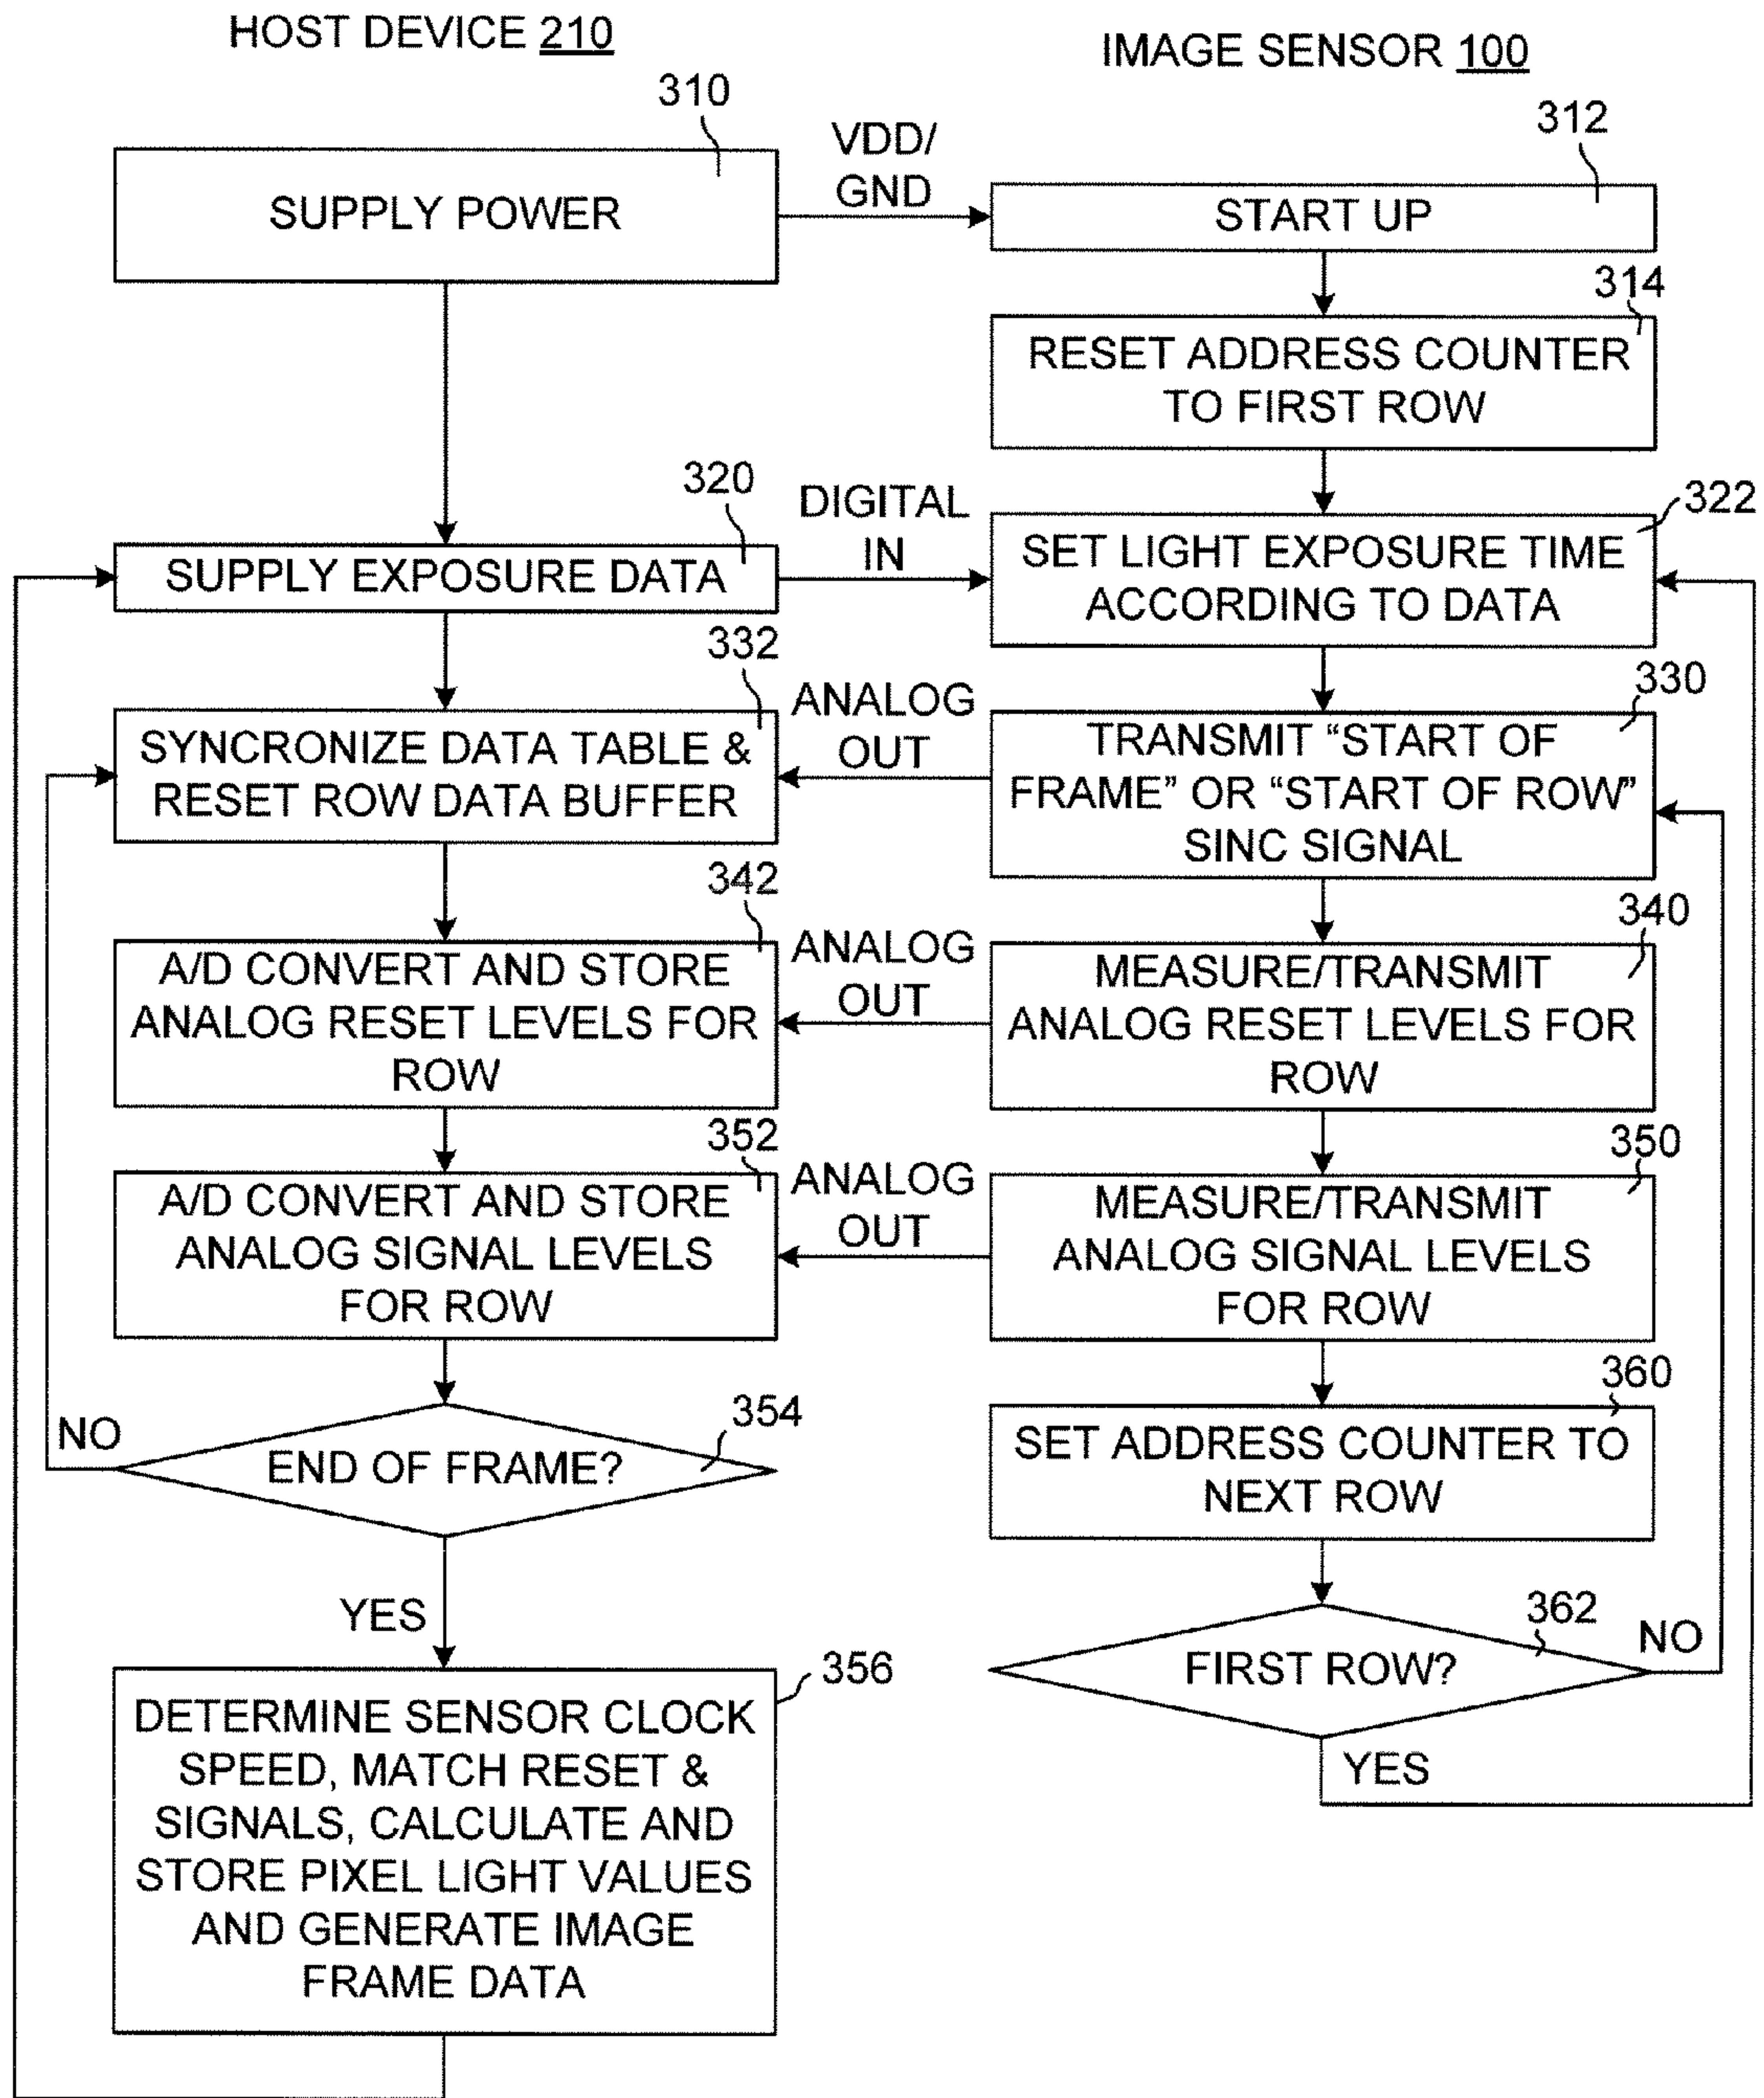 HOST DEVICE 210
IMAGE SENSOR 100
310
SUPPLY POWER
VDD/
GND
312
START UP
314
RESET ADDRESS COUNTER
TO FIRST ROW
320
SUPPLY EXPOSURE DATA
DIGITAL
IN
322
SET LIGHT EXPOSURE TIME
ACCORDING TO DATA
332
SYNCRONIZE DATA TABLE &
RESET ROW DATA BUFFER
ANALOG
OUT
330
TRANSMIT “START OF
FRAME” OR “START OF ROW”
SINC SIGNAL
342
A/D CONVERT AND STORE
ANALOG RESET LEVELS FOR
ROW
ANALOG
OUT
340
MEASURE/TRANSMIT
ANALOG RESET LEVELS FOR
ROW
352
A/D CONVERT AND STORE
ANALOG SIGNAL LEVELS
FOR ROW
ANALOG
OUT
350
MEASURE/TRANSMIT
ANALOG SIGNAL LEVELS
FOR ROW
360
SET ADDRESS COUNTER TO
NEXT ROW
354
NO
END OF FRAME?
YES
362
FIRST ROW?
NO
YES
356
DETERMINE SENSOR CLOCK
SPEED, MATCH RESET &
SIGNALS, CALCULATE AND
STORE PIXEL LIGHT VALUES
AND GENERATE IMAGE
FRAME DATA